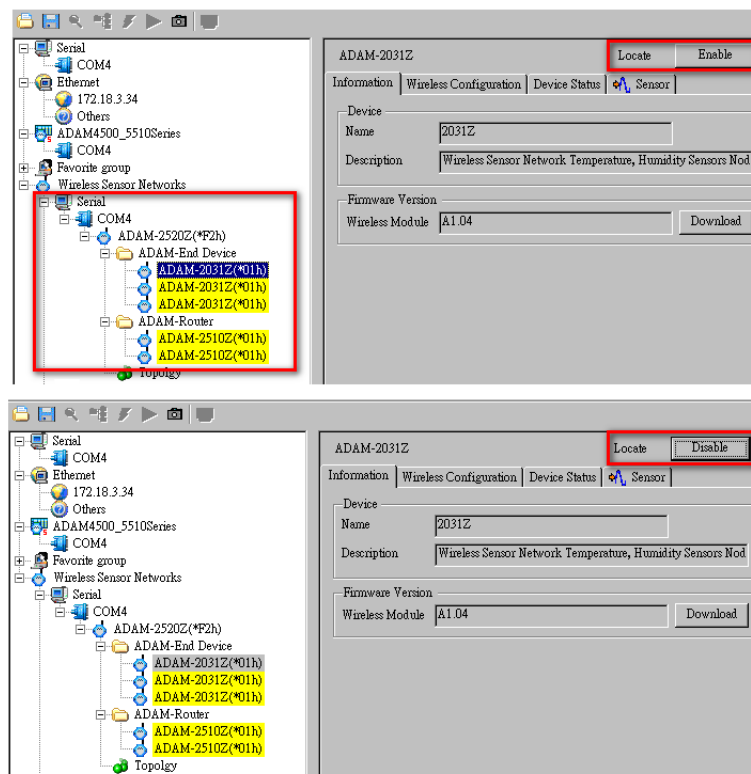 Serial
COM4
Ethernet
172.18.3.34
Others
ADAM4500_5510Series
COM4
Favorite group
Wireless Sensor Networks
Serial
COM4
ADAM-2520Z(*F2h)
ADAM-End Device
ADAM-2031Z(*01h)
ADAM-2031Z(*01h)
ADAM-2031Z(*01h)
ADAM-Router
ADAM-2510Z(*01h)
ADAM-2510Z(*01h)
Topolgy
ADAM-2031Z Locate Enable
Information Wireless Configuration Device Status Sensor
Device
Name 2031Z
Description Wireless Sensor Network Temperature, Humidity Sensors Nod
Firmware Version
Wireless Module A1.04 Download
Serial
COM4
Ethernet
172.18.3.34
Others
ADAM4500_5510Series
COM4
Favorite group
Wireless Sensor Networks
Serial
COM4
ADAM-2520Z(*F2h)
ADAM-End Device
ADAM-2031Z(*01h)
ADAM-2031Z(*01h)
ADAM-2031Z(*01h)
ADAM-Router
ADAM-2510Z(*01h)
ADAM-2510Z(*01h)
Topolgy
ADAM-2031Z Locate Disable
Information Wireless Configuration Device Status Sensor
Device
Name 2031Z
Description Wireless Sensor Network Temperature, Humidity Sensors Nod
Firmware Version
Wireless Module A1.04 Download